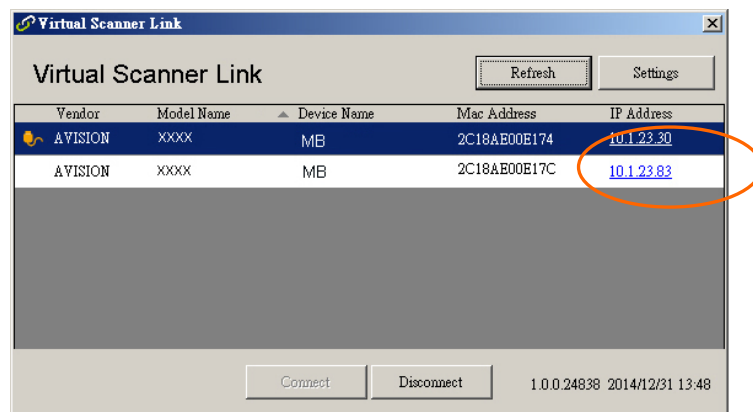 Virtual Scanner Link
Virtual Scanner Link Refresh Settings
Vendor Model Name Device Name Mac Address IP Address
AVISION XXXX MB 2C18AE00E174 10.1.23.30
AVISION XXXX MB 2C18AE00E17C 10.1.23.83
Connect Disconnect 1.0.0.24838 2014/12/31 13:48